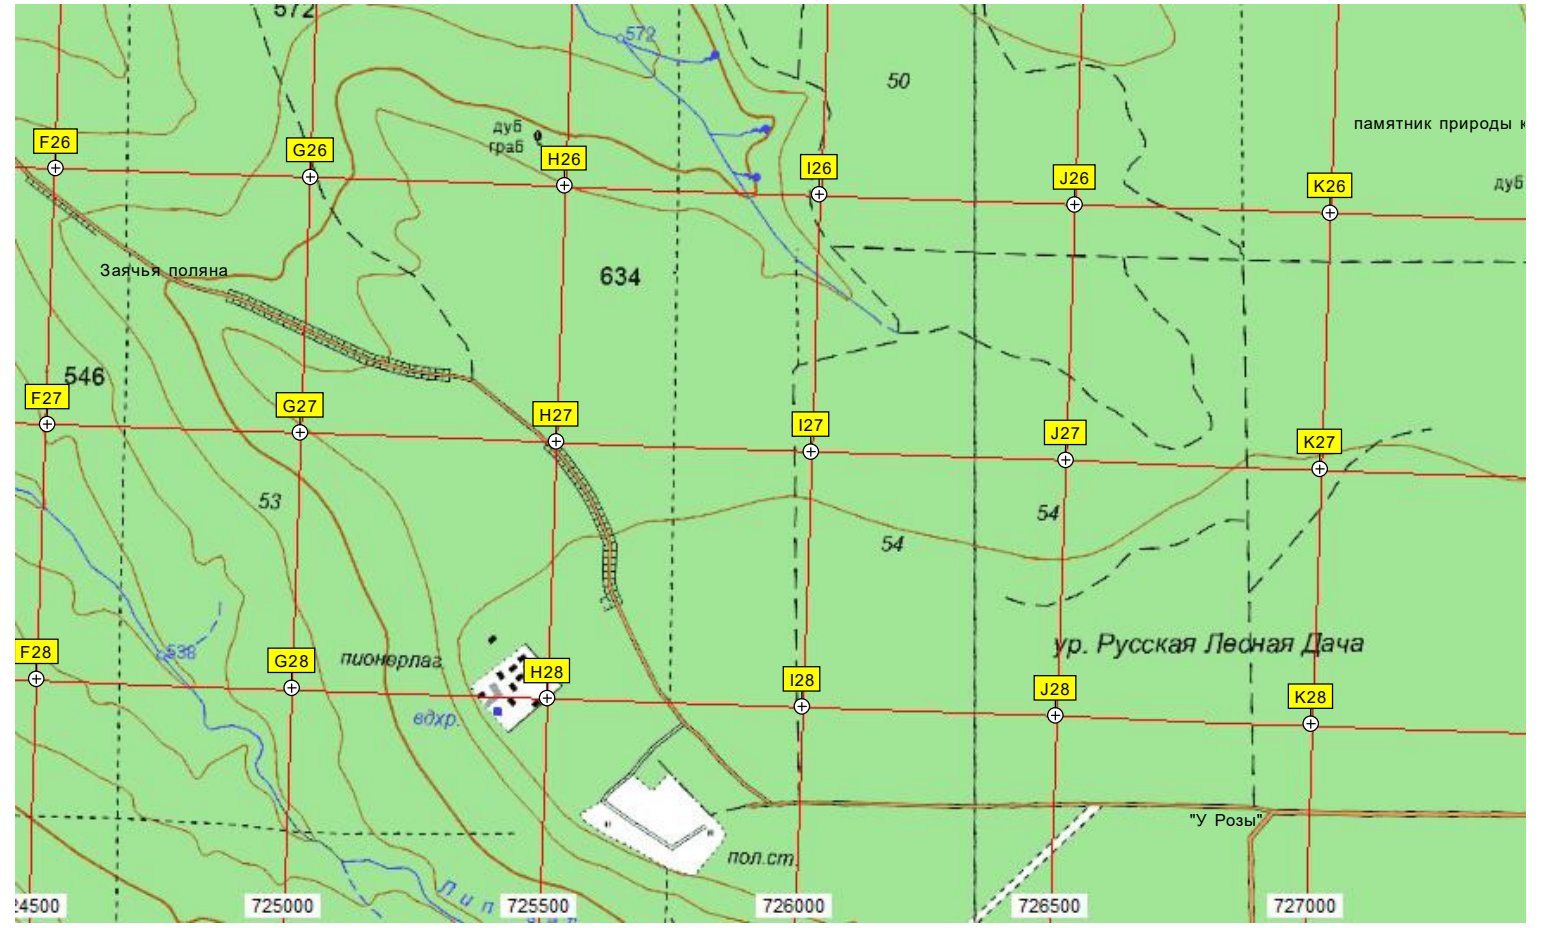 572
572
50
памятник природы к
дуб
граб
дуб
F26
G26
H26
I26
J26
K26
Заячья поляна
634
546
F27
G27
H27
I27
J27
K27
53
54
54
ур. Русская Лесная Дача
F28
538
G28
пионерлаг.
H28
I28
J28
K28
вдхр.
"У Розы"
пол.ст.
Лип
24500
725000
725500
726000
726500
727000